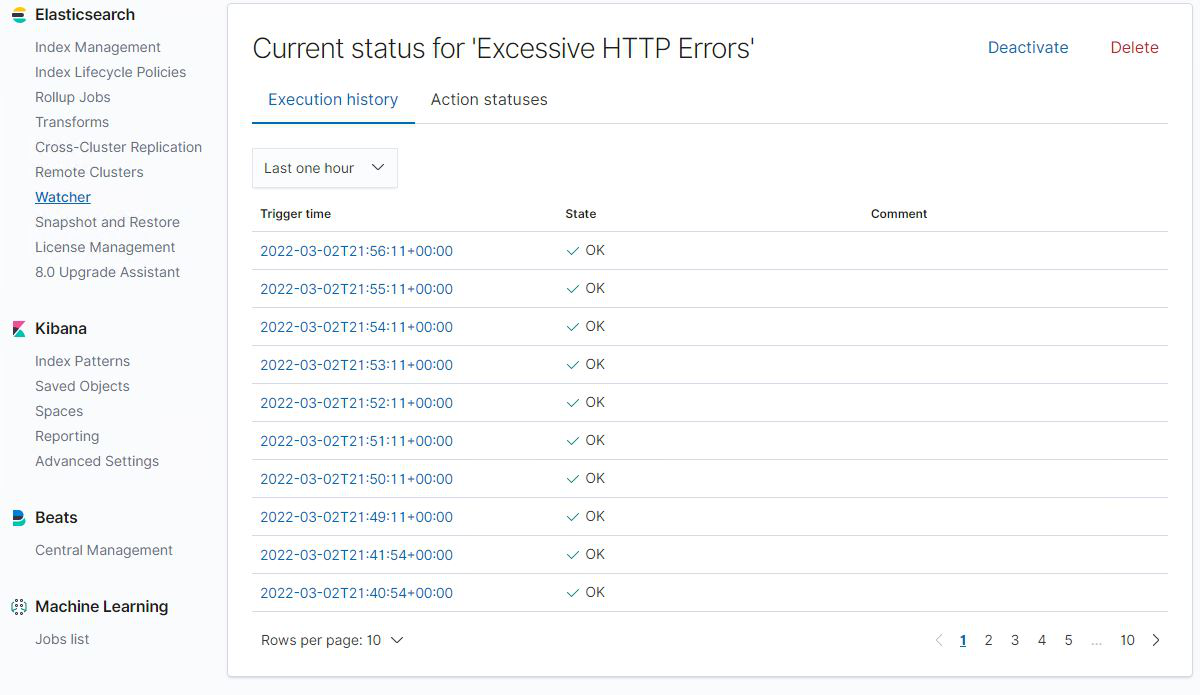 Elasticsearch
Index Management
Index Lifecycle Policies
Rollup Jobs
Transforms
Cross-Cluster Replication
Remote Clusters
Watcher
Snapshot and Restore
License Management
8.0 Upgrade Assistant
Kibana
Index Patterns
Saved Objects
Spaces
Reporting
Advanced Settings
Beats
Central Management
Machine Learning
Jobs list
Current status for 'Excessive HTTP Errors' Deactivate Delete
Execution history Action statuses
Last one hour
Trigger time State Comment
2022-03-02T21:56:11+00:00 OK
2022-03-02T21:55:11+00:00 OK
2022-03-02T21:54:11+00:00 OK
2022-03-02T21:53:11+00:00 OK
2022-03-02T21:52:11+00:00 OK
2022-03-02T21:51:11+00:00 OK
2022-03-02T21:50:11+00:00 OK
2022-03-02T21:49:11+00:00 OK
2022-03-02T21:41:54+00:00 OK
2022-03-02T21:40:54+00:00 OK
Rows per page: 10 1 2 3 4 5 ... 10